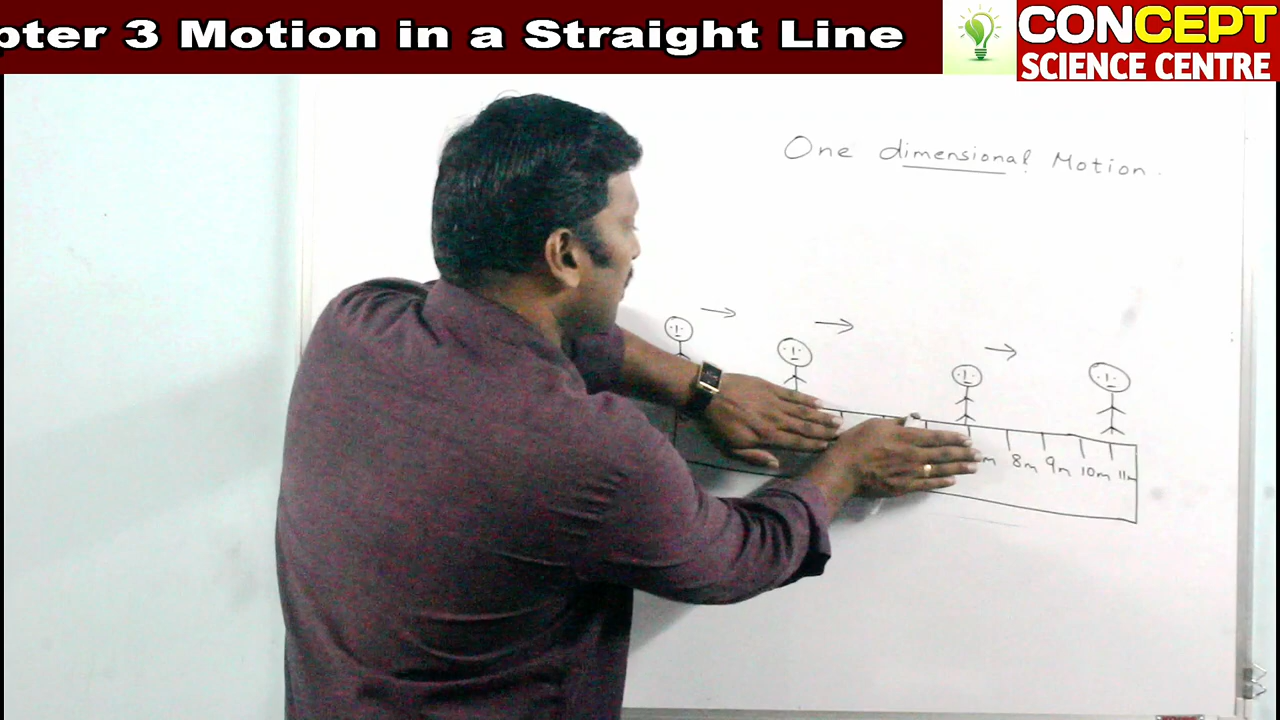 pter 3 Motion in a Straight Line
CONCEPT
SCIENCE CENTRE
One dimensional Motion.
m 8m 9m 10m 11m